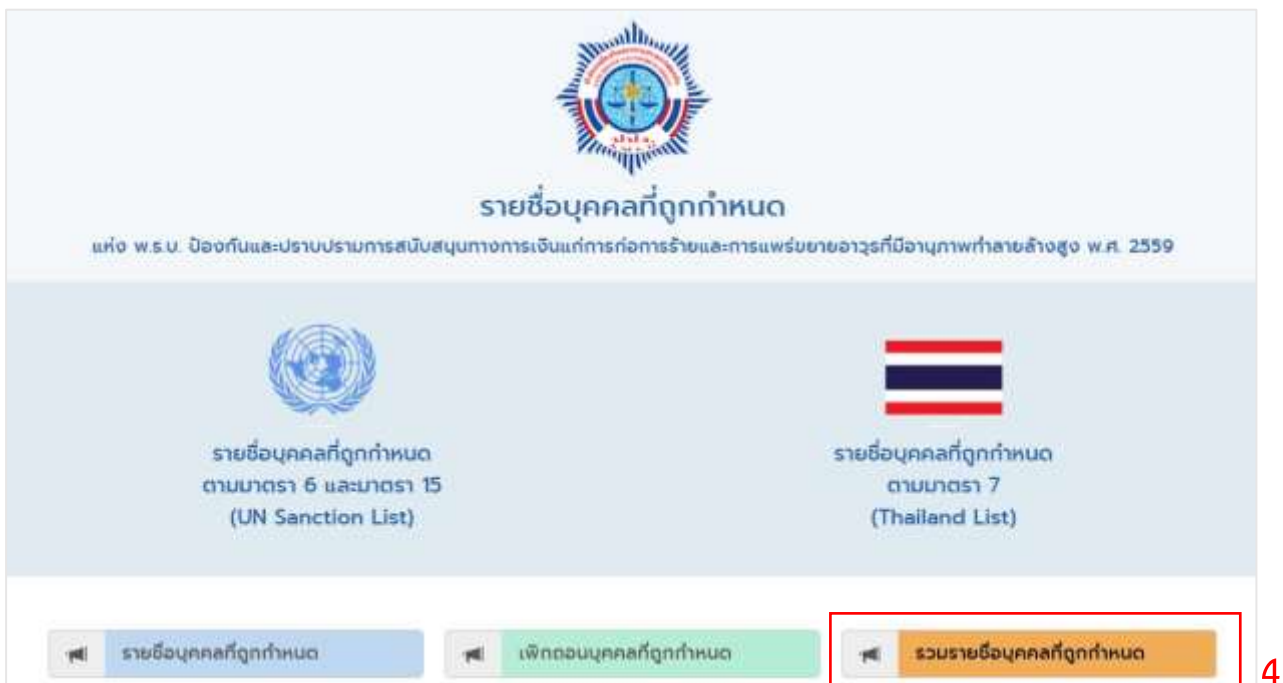 รายชื่อบุคคลที่ถูกกำหนด
แห่ง พ.ร.บ. ป้องกันและปราบปรามการสนับสนุนทางการเงินแก่การก่อการร้ายและการแพร่ขยายอาวุธที่มีอานุภาพทำลายล้างสูง พ.ศ. 2559
รายชื่อบุคคลที่ถูกกำหนด
ตามมาตรา 6 และมาตรา 15
(UN Sanction List)
รายชื่อบุคคลที่ถูกกำหนด
ตามมาตรา 7
(Thailand List)
รายชื่อบุคคลที่ถูกกำหนด
เพิกถอนบุคคลที่ถูกกำหนด
รวมรายชื่อบุคคลที่ถูกกำหนด
4